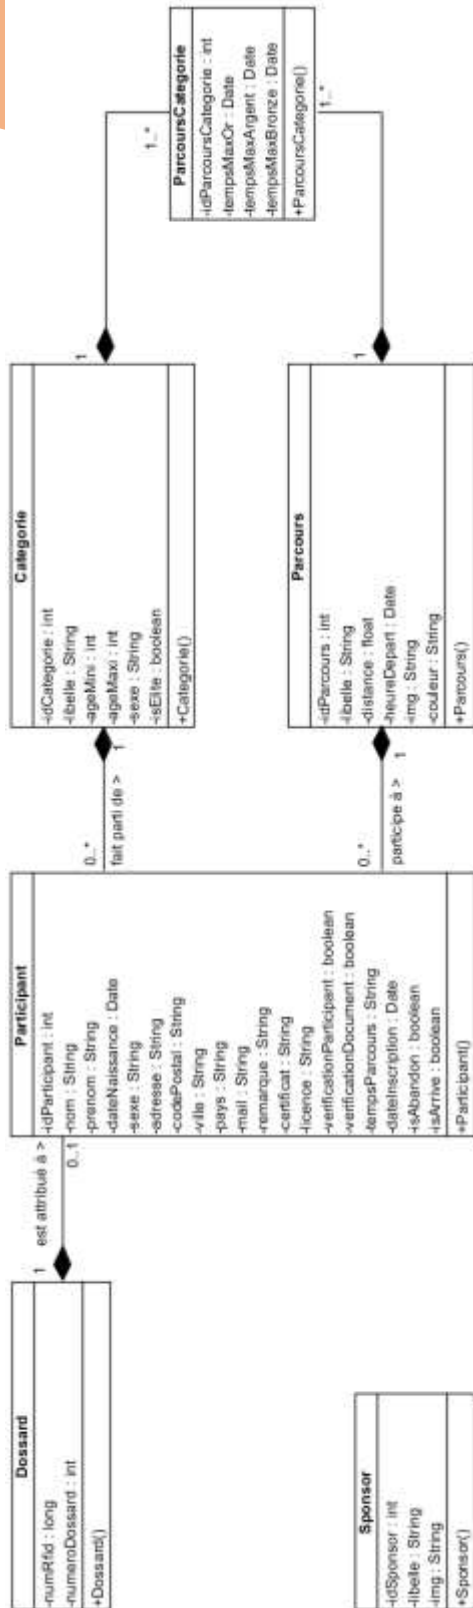 Dossard
-numRfid : long
-numeroDossard : int
+Dossard()
1
est attribué à >
0..1
Participant
-idParticipant : int
-nom : String
-prenom : String
-dateNaissance : Date
-sexe : String
-adresse : String
-codePostal : String
-ville : String
-pays : String
-mail : String
-remarque : String
-certificat : String
-licence : String
-verificationParticipant : boolean
-verificationDocument : boolean
-tempsParcours : String
-dateInscription : Date
-isAbandon : boolean
-isArrive : boolean
+Participant()
0..*
fait parti de >
1
Categorie
-idCategorie : int
-libelle : String
-ageMini : int
-ageMaxi : int
-sexe : String
-isElite : boolean
+Categorie()
1
1..*
ParcoursCategorie
-idParcoursCategorie : int
-tempsMaxOr : Date
-tempsMaxArgent : Date
-tempsMaxBronze : Date
+ParcoursCategorie()
1..*
Sponsor
-idSponsor : int
-libelle : String
-img : String
+Sponsor()
0..*
participe à >
1
Parcours
-idParcours : int
-libelle : String
-distance : float
-heureDepart : Date
-img : String
-couleur : String
+Parcours()
1